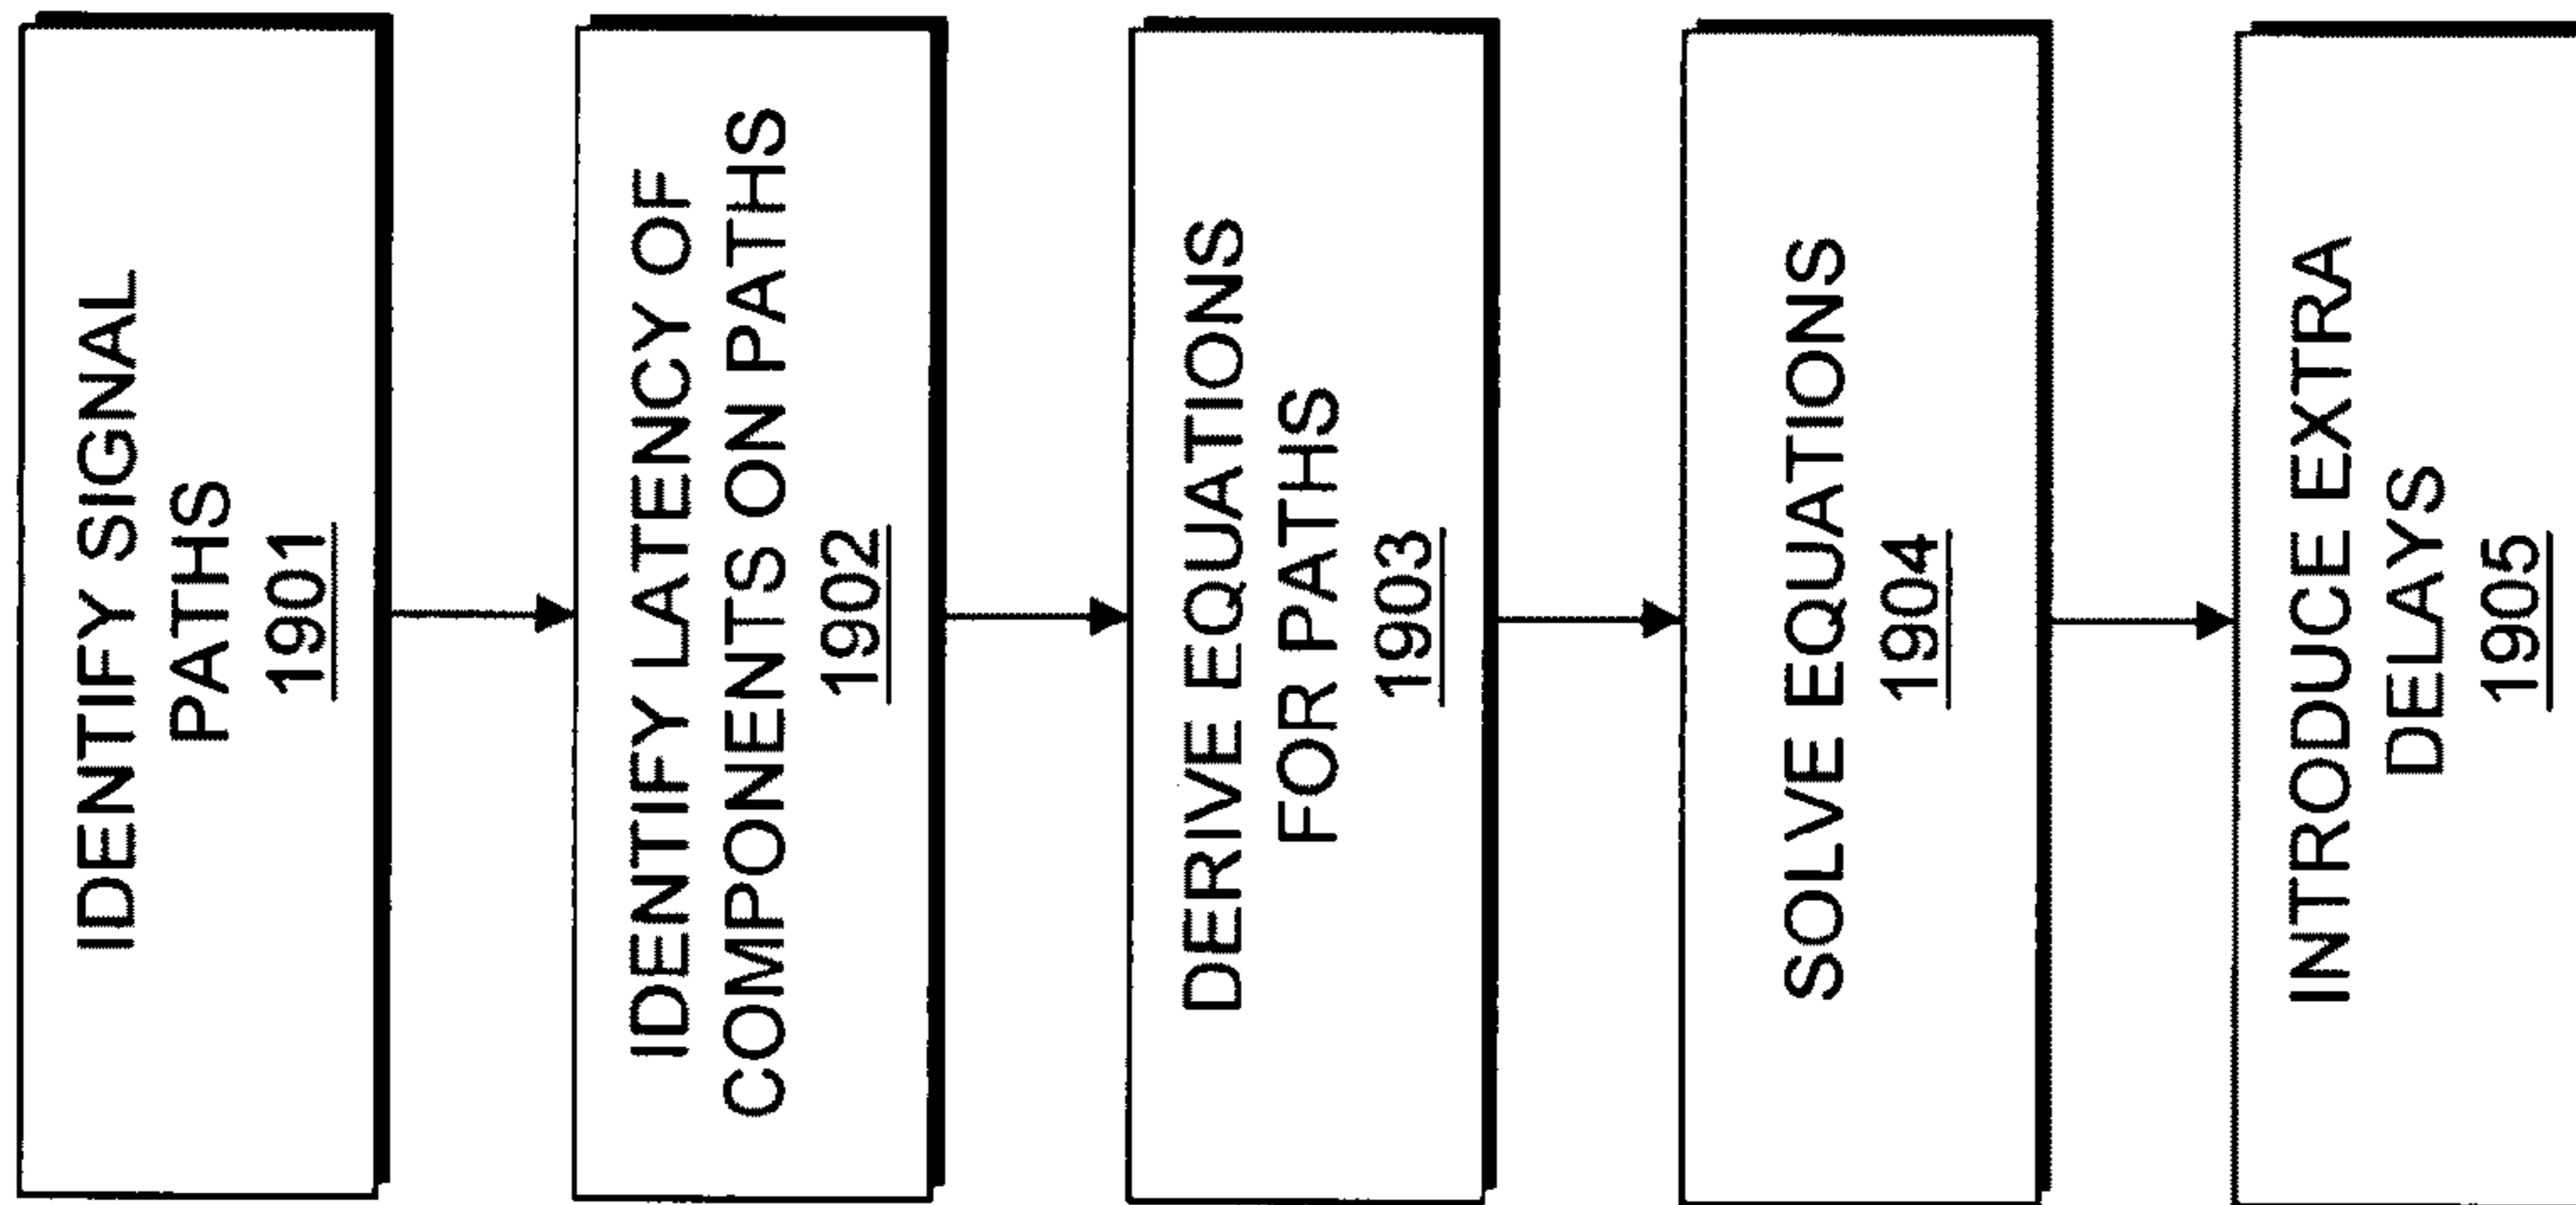 IDENTIFY SIGNAL
PATHS
1901
IDENTIFY LATENCY OF
COMPONENTS ON PATHS
1902
DERIVE EQUATIONS
FOR PATHS
1903
SOLVE EQUATIONS
1904
INTRODUCE EXTRA
DELAYS
1905